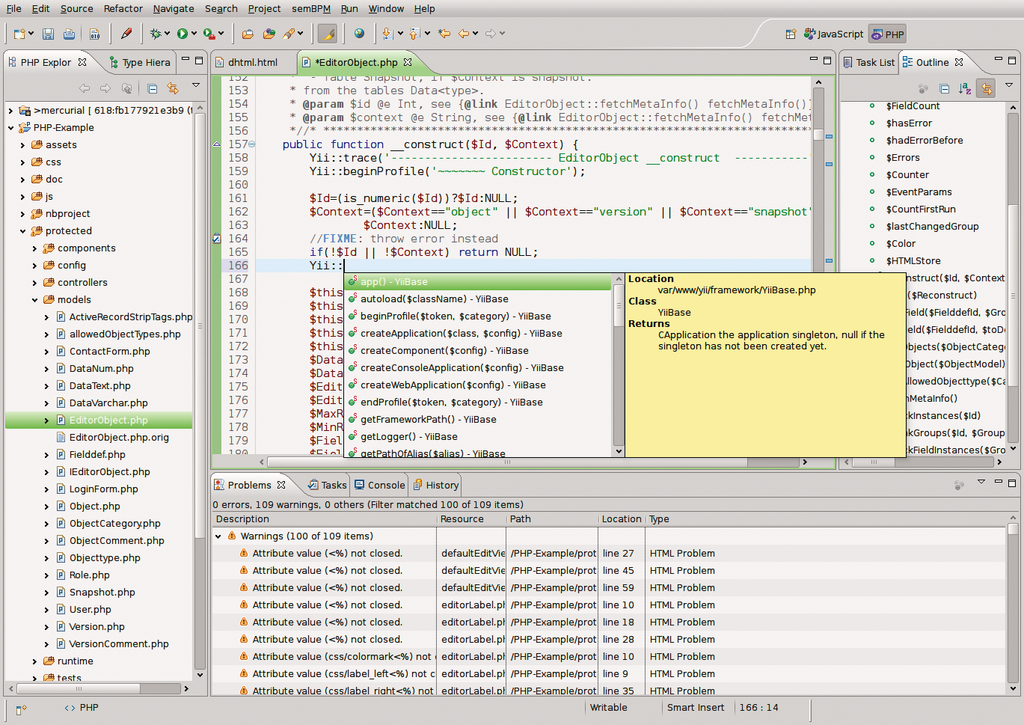 File Edit Source Refactor Navigate Search Project semBPM Run Window Help
JavaScript PHP
PHP Explor Type Hiera
>mercurial [ 618:fb177921e3b9 (
PHP-Example
assets
css
doc
js
nbproject
protected
components
config
controllers
models
ActiveRecordStripTags.php
allowedObjectTypes.php
ContactForm.php
DataNum.php
DataText.php
DataVarchar.php
EditorObject.php
EditorObject.php.orig
Fielddef.php
IEditorObject.php
LoginForm.php
Object.php
ObjectCategory.php
ObjectComment.php
Objecttype.php
Role.php
Snapshot.php
User.php
Version.php
VersionComment.php
runtime
tests
dhtml.html *EditorObject.php
152 * - Table Snapshot, if $Context is snapshot.
153 * from the tables Data<type>.
154 * @param $id @e Int, see {@link EditorObject::fetchMetaInfo() fetchMetaInfo()
155 * @param $context @e String, see {@link EditorObject::fetchMetaInfo() fetchMet
156 *//* **************************************************************************
157 public function __construct($Id, $Context) {
158 Yii::trace('----------------------- EditorObject __construct -----------
159 Yii::beginProfile('~~~~~~~ Constructor');
160
161 $Id=(is_numeric($Id))?$Id:NULL;
162 $Context=($Context=="object" || $Context=="version" || $Context=="snapshot"
163 $Context:NULL;
164 //FIXME: throw error instead
165 if(!$Id || !$Context) return NULL;
166 Yii::
167
168 $this
169 $this
170 $this
171 $this
172 $this
173 $Data
174 $Data
175 $Edit
176 $Edit
177 $Edit
178 $MaxR
179 $MinR
179 $Fiel
180 $Fiel
app() - YiiBase
autoload($className) - YiiBase
beginProfile($token, $category) - YiiBase
createApplication($class, $config) - YiiBase
createComponent($config) - YiiBase
createConsoleApplication($config) - YiiBase
createWebApplication($config) - YiiBase
endProfile($token, $category) - YiiBase
getFrameworkPath() - YiiBase
getLogger() - YiiBase
getPathOfAlias($alias) - YiiBase
Location
var/www/yii/framework/YiiBase.php
Class
YiiBase
Returns
CApplication the application singleton, null if the
singleton has not been created yet.
Task List Outline
$FieldCount
$hasError
$hadErrorBefore
$Errors
$Counter
$EventParams
$CountFirstRun
$lastChangedGroup
$Color
$HTMLStore
nstruct($Id, $Context
($Reconstruct)
ield($Fielddefid, $For
($Fielddefid, $toD
bjects($ObjectCateg
Object($ObjectModel)
llowedObjecttype($Ca
nMetaInfo()
ckInstances($Id)
nkGroups($Id, $Group
ckFieldInstances($Gro
Problems Tasks Console History
0 errors, 109 warnings, 0 others (Filter matched 100 of 109 items)
Description Resource Path Location Type
Warnings (100 of 109 items)
Attribute value (<%) not closed. defaultEditVie /PHP-Example/prot line 27 HTML Problem
Attribute value (<%) not closed. defaultEditVie /PHP-Example/prot line 45 HTML Problem
Attribute value (<%) not closed. defaultEditVie /PHP-Example/prot line 59 HTML Problem
Attribute value (<%) not closed. editorLabel.ph /PHP-Example/prot line 10 HTML Problem
Attribute value (<%) not closed. editorLabel.ph /PHP-Example/prot line 18 HTML Problem
Attribute value (<%) not closed. editorLabel.ph /PHP-Example/prot line 28 HTML Problem
Attribute value (css/colormark<%) not editorLabel.ph /PHP-Example/prot line 10 HTML Problem
Attribute value (css/label_left<%) not c editorLabel.ph /PHP-Example/prot line 9 HTML Problem
Attribute value (css/label_right<%) not editorLabel.ph /PHP-Example/prot line 35 HTML Problem
PHP Writable Smart Insert 166 : 14